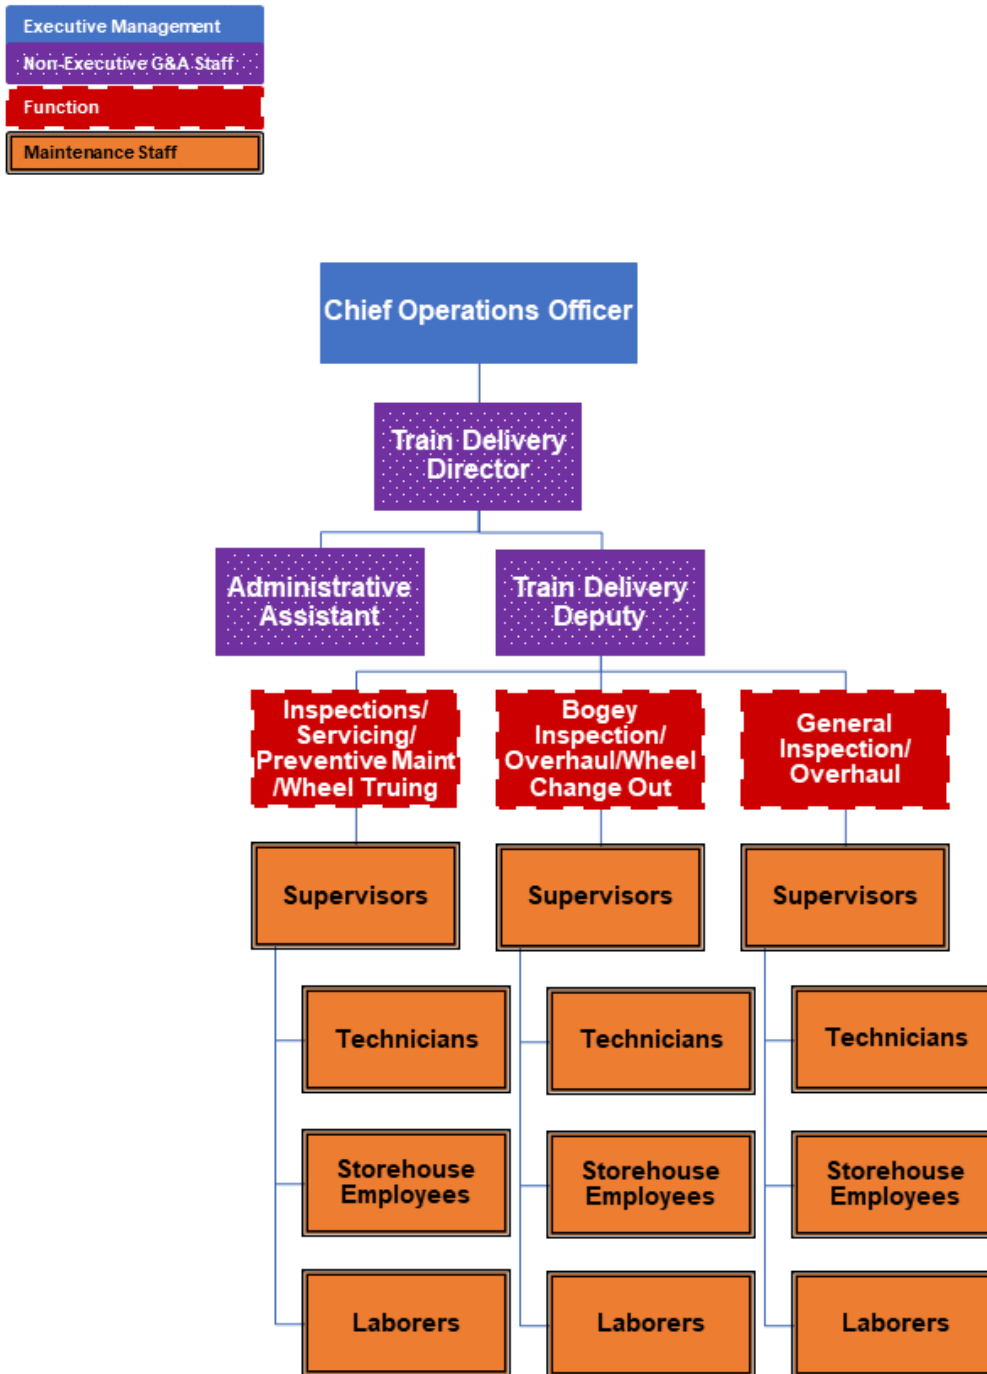 Executive Management
Non-Executive G&A Staff
Function
Maintenance Staff
Chief Operations Officer
Train Delivery
Director
Administrative
Assistant
Train Delivery
Deputy
Inspections/
Servicing/
Preventive Maint
/Wheel Truing
Bogey
Inspection/
Overhaul/Wheel
Change Out
General
Inspection/
Overhaul
Supervisors
Supervisors
Supervisors
Technicians
Technicians
Technicians
Storehouse
Employees
Storehouse
Employees
Storehouse
Employees
Laborers
Laborers
Laborers